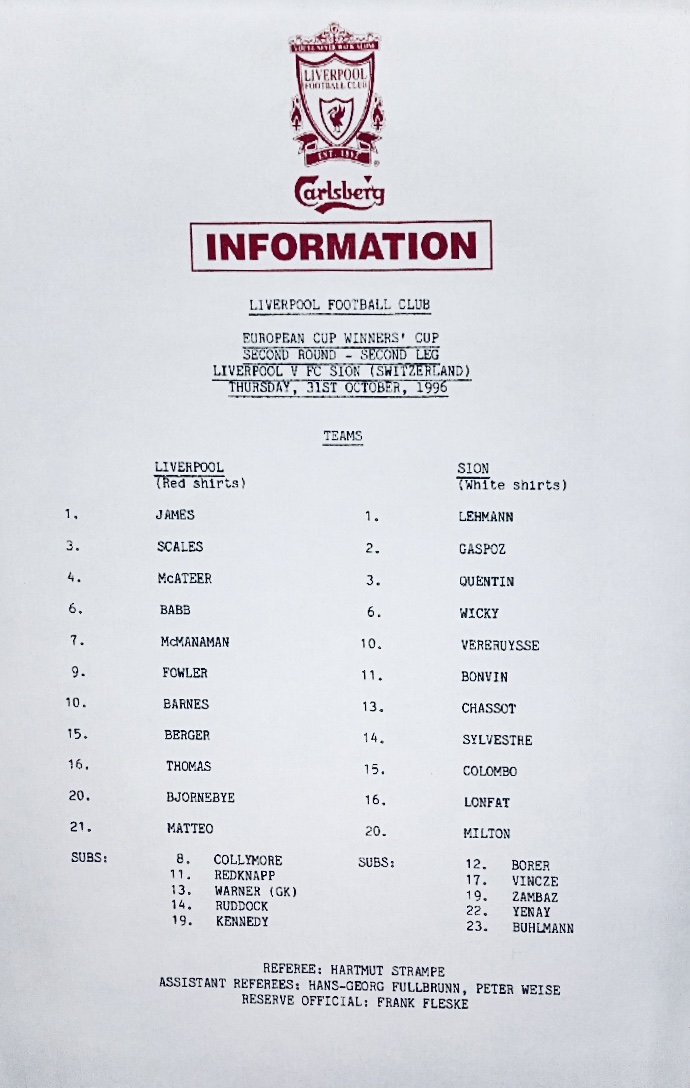 YOU'LL NEVER WALK ALONE
LIVERPOOL
FOOTBALL CLUB
EST. 1892
Carlsberg
INFORMATION
LIVERPOOL FOOTBALL CLUB
EUROPEAN CUP WINNERS' CUP
SECOND ROUND - SECOND LEG
LIVERPOOL V FC SION (SWITZERLAND)
THURSDAY, 31ST OCTOBER, 1996
TEAMS
LIVERPOOL SION
(Red shirts) (White shirts)
1. JAMES 1. LEHMANN
3. SCALES 2. GASPOZ
4. McATEER 3. QUENTIN
6. BABB 6. WICKY
7. McMANAMAN 10. VERERUYSSE
9. FOWLER 11. BONVIN
10. BARNES 13. CHASSOT
15. BERGER 14. SYLVESTRE
16. THOMAS 15. COLOMBO
20. BJORNEBYE 16. LONFAT
21. MATTEO 20. MILTON
SUBS: 8. COLLYMORE SUBS: 12. BORER
11. REDKNAPP 17. VINCZE
13. WARNER (GK) 19. ZAMBAZ
14. RUDDOCK 22. YENAY
19. KENNEDY 23. BUHLMANN
REFEREE: HARTMUT STRAMPE
ASSISTANT REFEREES: HANS-GEORG FULLBRUNN, PETER WEISE
RESERVE OFFICIAL: FRANK FLESKE